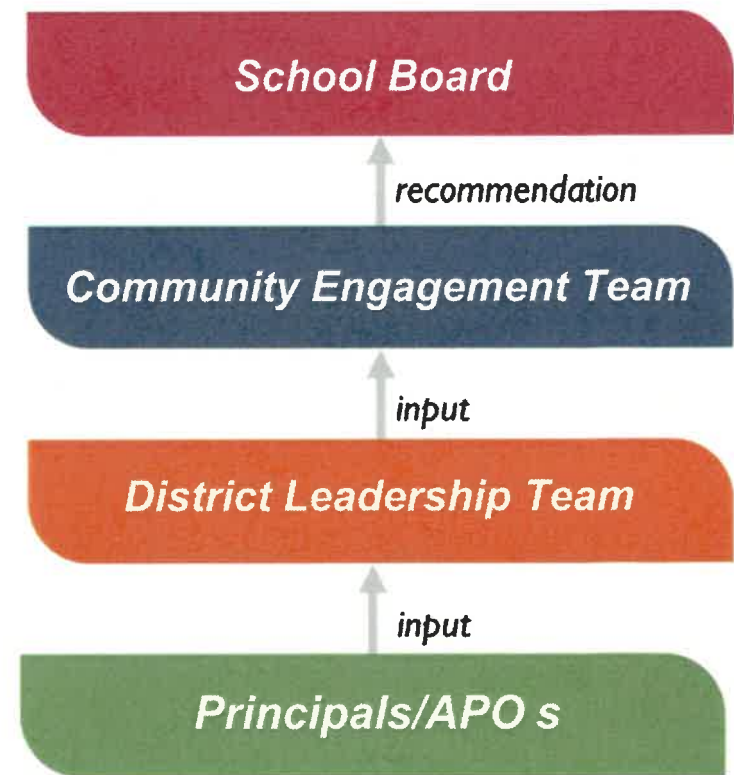 School Board
recommendation
Community Engagement Team
input
District Leadership Team
input
Principals/APO s